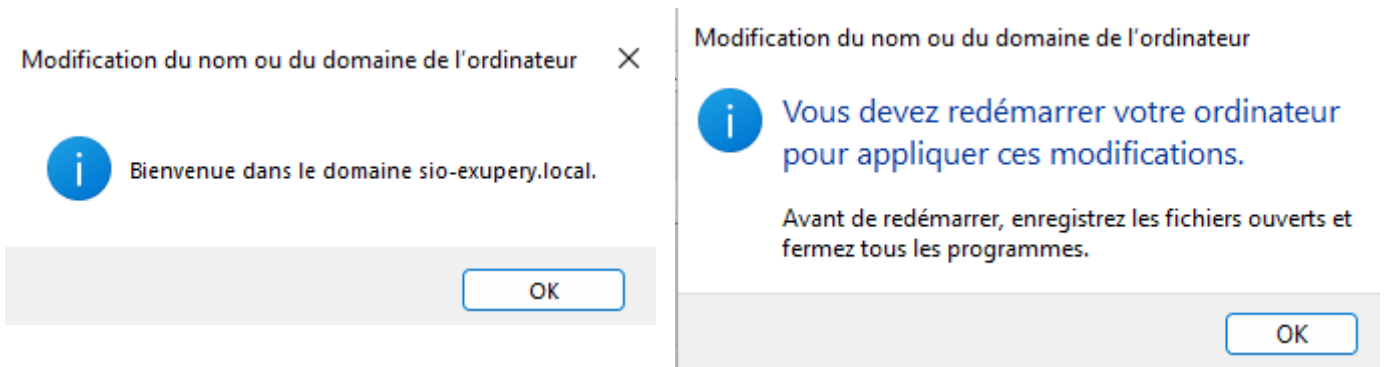 Modification du nom ou du domaine de l'ordinateur
Bienvenue dans le domaine sio-exupery.local.
OK
Modification du nom ou du domaine de l'ordinateur
Vous devez redémarrer votre ordinateur
pour appliquer ces modifications.
Avant de redémarrer, enregistrez les fichiers ouverts et
fermez tous les programmes.
OK